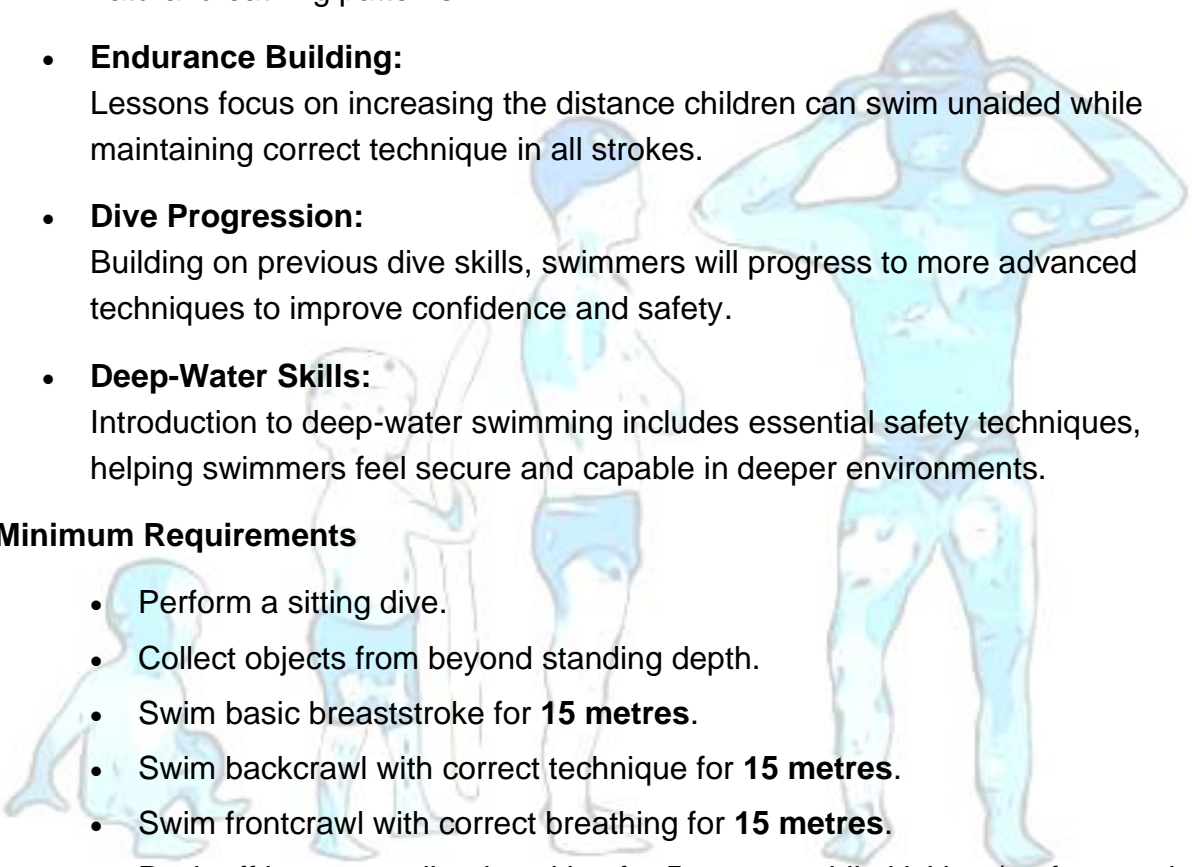 • Endurance Building:
Lessons focus on increasing the distance children can swim unaided while
maintaining correct technique in all strokes.
• Dive Progression:
Building on previous dive skills, swimmers will progress to more advanced
techniques to improve confidence and safety.
• Deep-Water Skills:
Introduction to deep-water swimming includes essential safety techniques,
helping swimmers feel secure and capable in deeper environments.
Minimum Requirements
• Perform a sitting dive.
• Collect objects from beyond standing depth.
• Swim basic breaststroke for 15 metres.
• Swim backcrawl with correct technique for 15 metres.
• Swim frontcrawl with correct breathing for 15 metres.